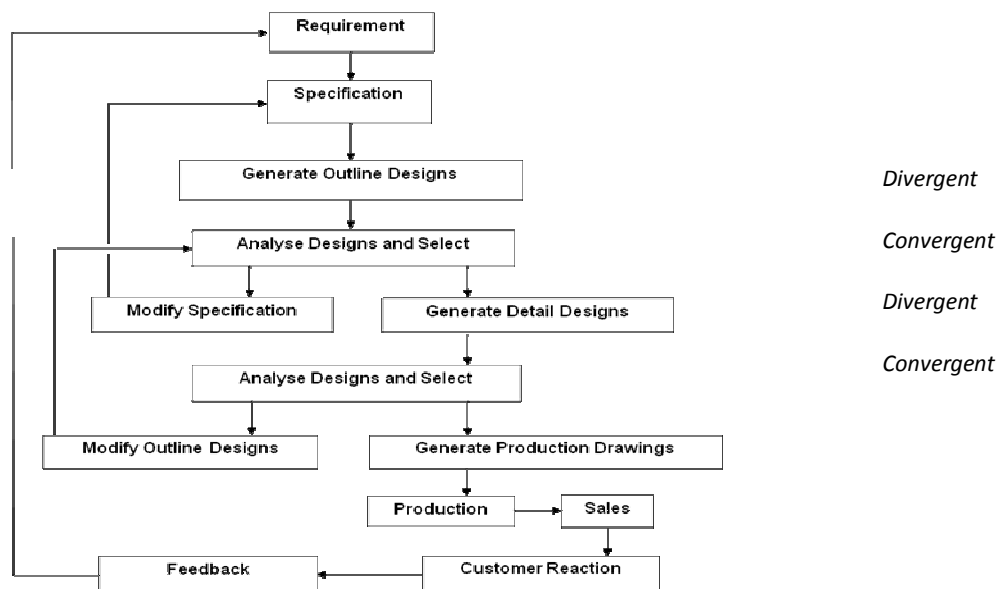 Requirement
Specification
Generate Outline Designs
Divergent
Analyse Designs and Select
Convergent
Modify Specification
Generate Detail Designs
Divergent
Analyse Designs and Select
Convergent
Modify Outline Designs
Generate Production Drawings
Production
Sales
Feedback
Customer Reaction